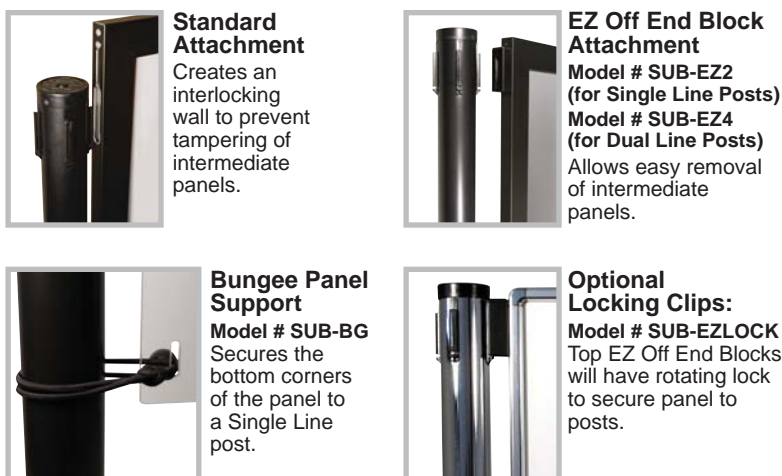 Standard
Attachment
Creates an
interlocking
wall to prevent
tampering of
intermediate
panels.
EZ Off End Block
Attachment
Model # SUB-EZ2
(for Single Line Posts)
Model # SUB-EZ4
(for Dual Line Posts)
Allows easy removal
of intermediate
panels.
Bungee Panel
Support
Model # SUB-BG
Secures the
bottom corners
of the panel to
a Single Line
post.
Optional
Locking Clips:
Model # SUB-EZLOCK
Top EZ Off End Blocks
will have rotating lock
to secure panel to
posts.